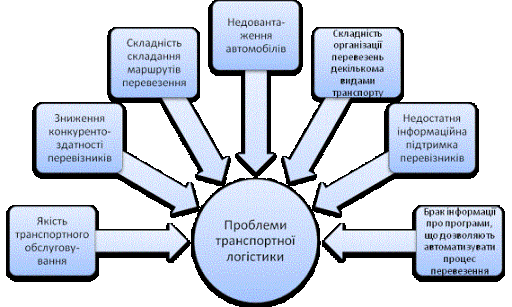 Недованта-
ження
автомобілів
Складність
складання
маршрутів
перевезення
Складність
організації
перевезень
декількома
видами
транспорту
Зниження
конкуренто-
здатності
перевізників
Недостатня
інформаційна
підтримка
перевізників
Якість
транспортного
обслугову-
вання
Проблеми
транспортної
логістики
Брак інформації
про програми,
що дозволяють
автоматизувати
процес
перевезення